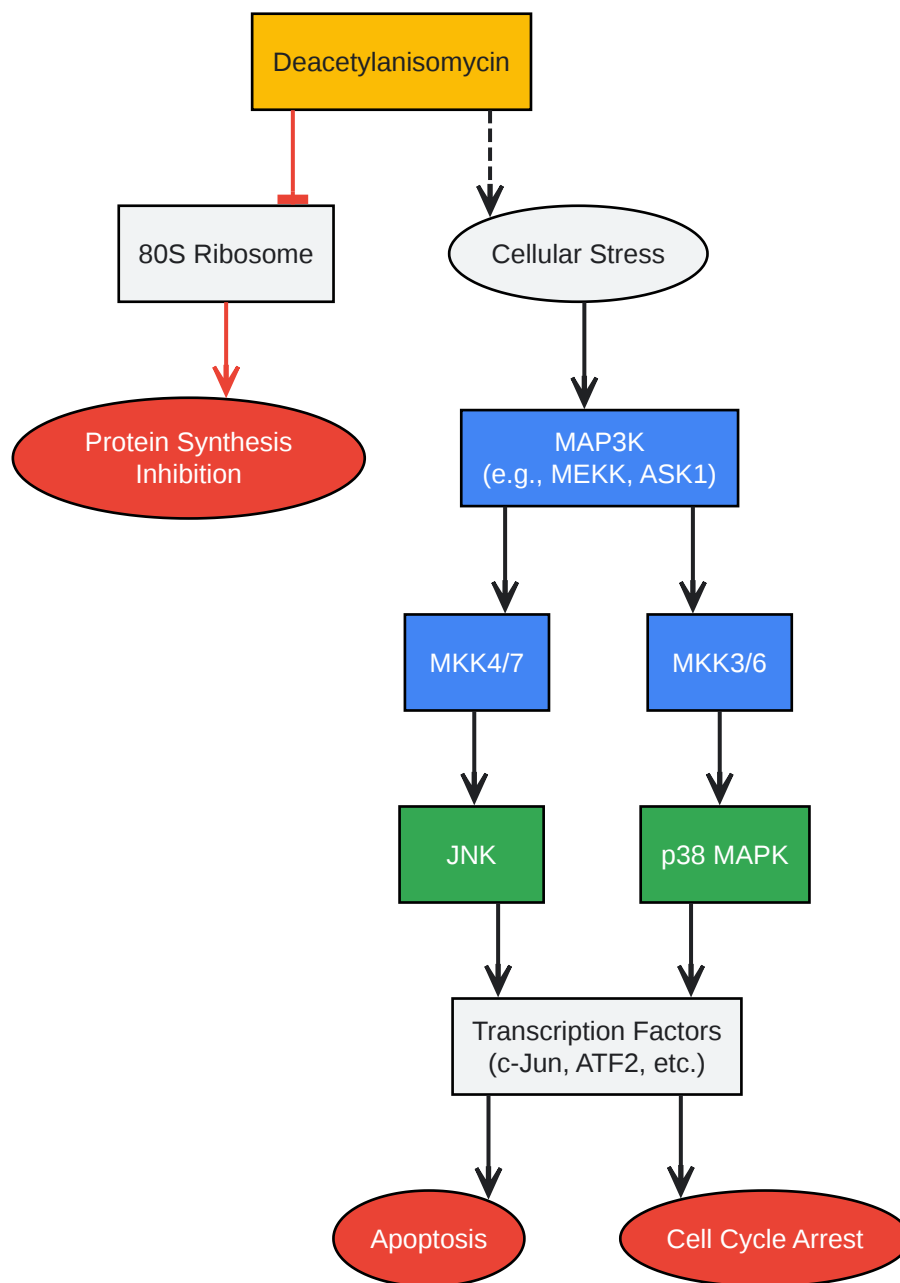 Deacetylanisomycin
80S Ribosome
Cellular Stress
Protein Synthesis
Inhibition
MAP3K
(e.g., MEKK, ASK1)
MKK4/7
MKK3/6
JNK
p38 MAPK
Transcription Factors
(c-Jun, ATF2, etc.)
Apoptosis
Cell Cycle Arrest